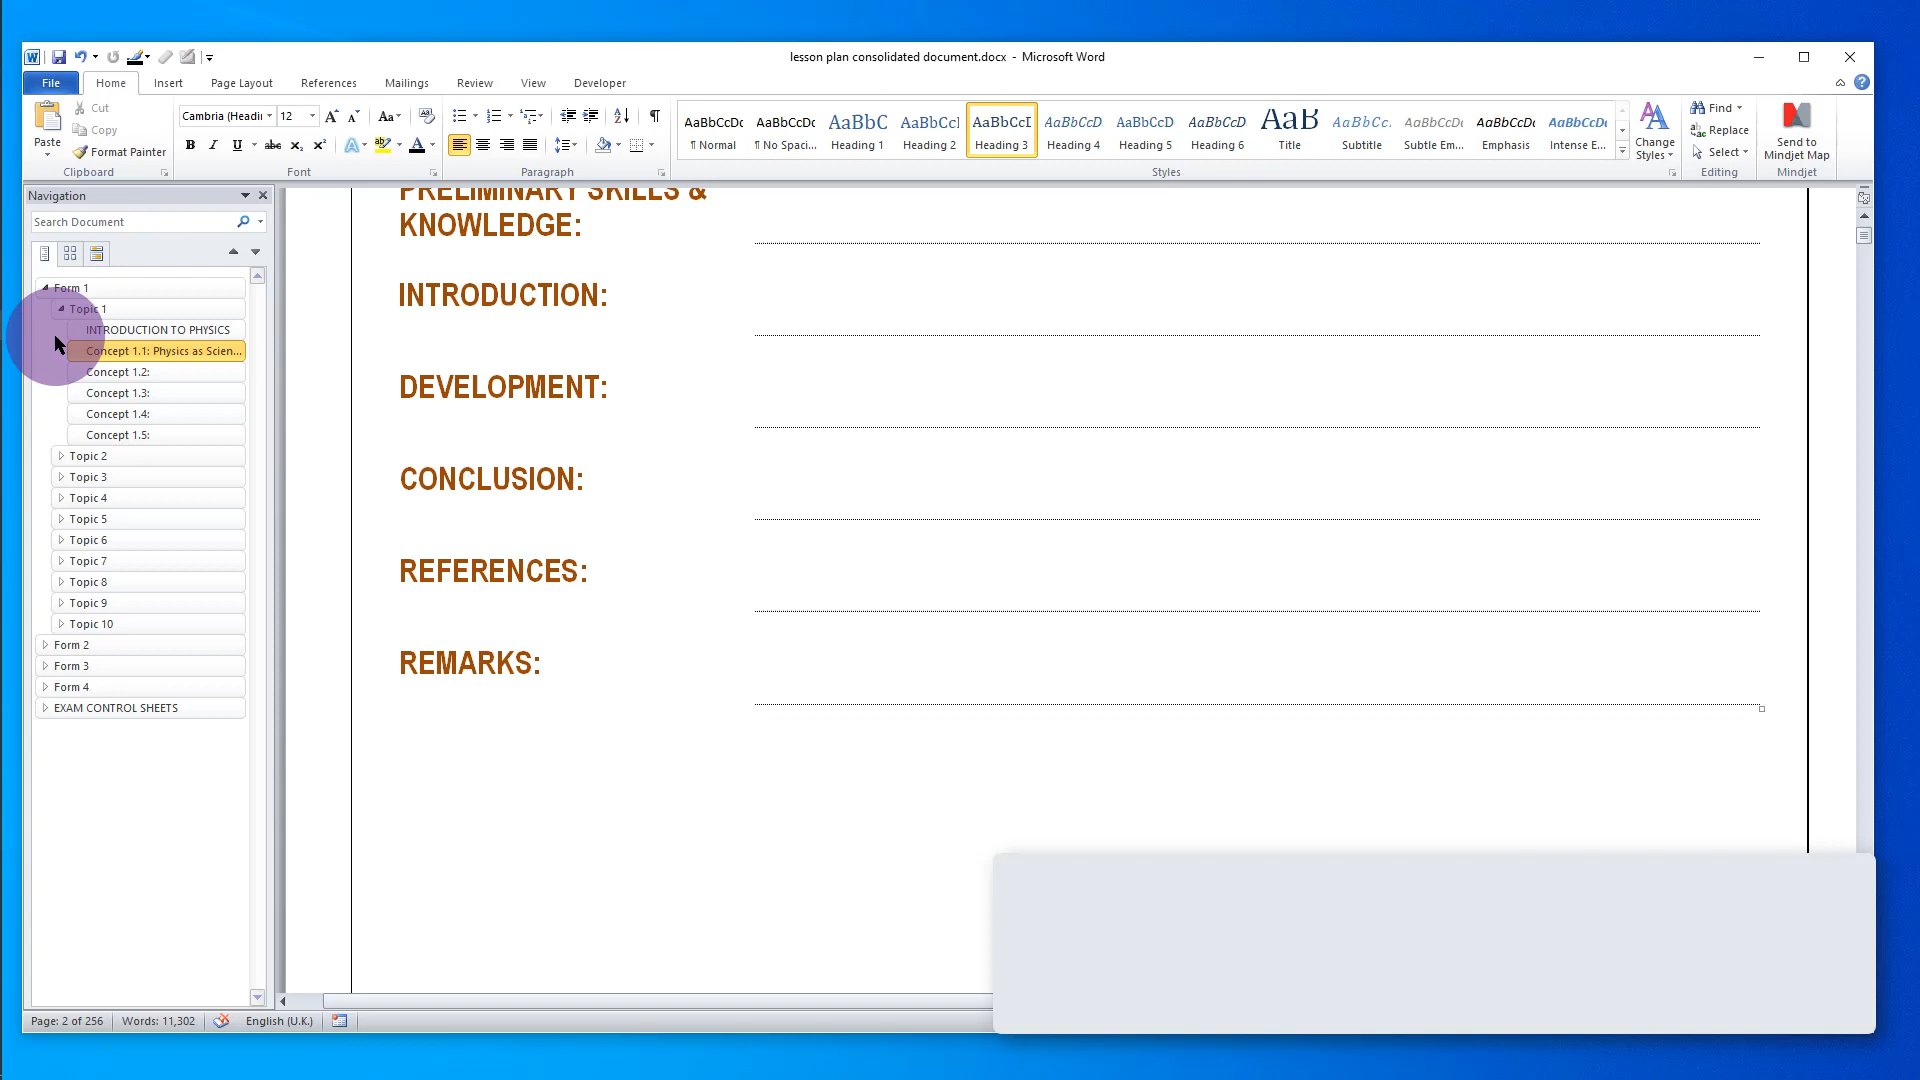 lesson plan consolidated document.docx - Microsoft Word
File Home Insert Page Layout References Mailings Review View Developer
Paste
Cut
Copy
Format Painter
Clipboard
Cambria (Headi 12
Font
Paragraph
AaBbCcDc ¶ Normal
AaBbCcDc ¶ No Spaci...
AaBbC Heading 1
AaBbCcI Heading 2
AaBbCcI Heading 3
AaBbCcD Heading 4
AaBbCcD Heading 5
AaBbCcD Heading 6
AaB Title
AaBbCc. Subtitle
AaBbCcDc Subtle Em...
AaBbCcDc Emphasis
AaBbCcDc Intense E...
Styles
Change Styles
Find
Replace
Select
Editing
Send to Mindjet Map
Mindjet
Navigation
Search Document
Form 1
Topic 1
INTRODUCTION TO PHYSICS
Concept 1.1: Physics as Scien...
Concept 1.2:
Concept 1.3:
Concept 1.4:
Concept 1.5:
Topic 2
Topic 3
Topic 4
Topic 5
Topic 6
Topic 7
Topic 8
Topic 9
Topic 10
Form 2
Form 3
Form 4
EXAM CONTROL SHEETS
PRELIMINARY SKILLS &
KNOWLEDGE:
INTRODUCTION:
DEVELOPMENT:
CONCLUSION:
REFERENCES:
REMARKS:
Page: 2 of 256 Words: 11,302 English (U.K.)